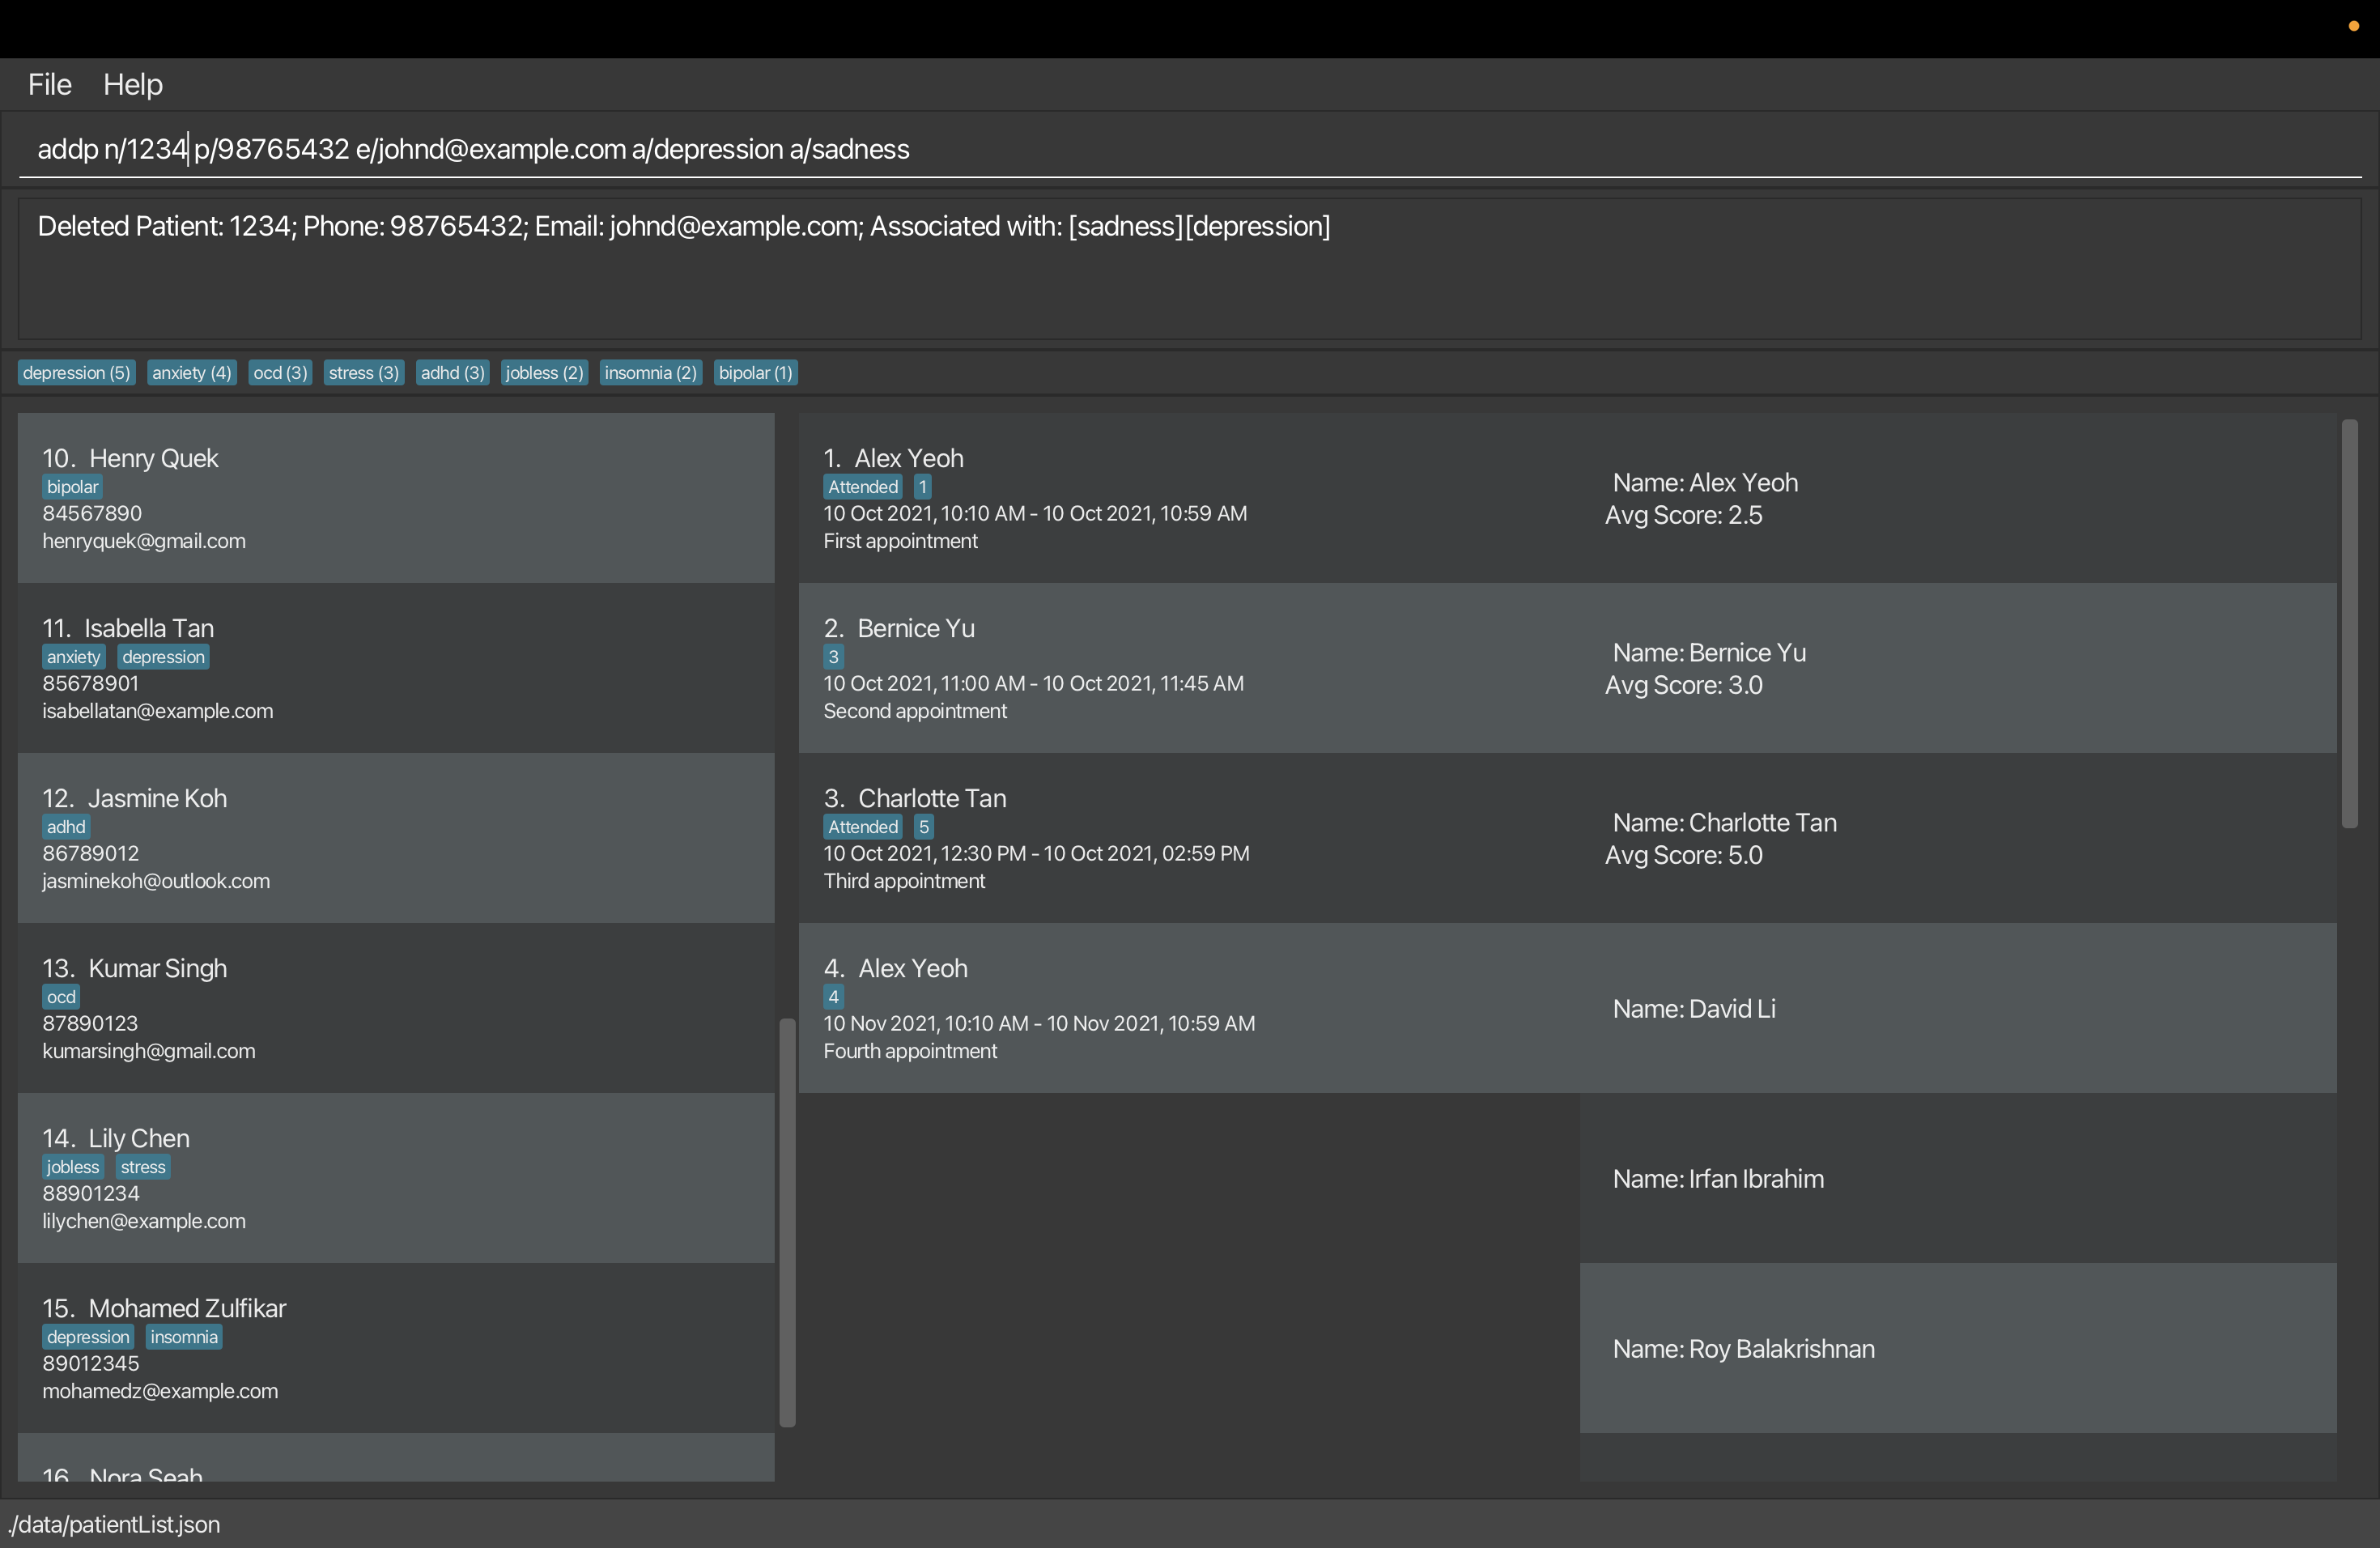 File Help
addp n/1234 p/98765432 e/johnd@example.com a/depression a/sadness
Deleted Patient: 1234; Phone: 98765432; Email: johnd@example.com; Associated with: [sadness][depression]
depression (5) anxiety (4) ocd (3) stress (3) adhd (3) jobless (2) insomnia (2) bipolar (1)
10. Henry Quek
bipolar
84567890
henryquek@gmail.com
11. Isabella Tan
anxiety depression
85678901
isabellatan@example.com
12. Jasmine Koh
adhd
86789012
jasminekoh@outlook.com
13. Kumar Singh
ocd
87890123
kumarsingh@gmail.com
14. Lily Chen
jobless stress
88901234
lilychen@example.com
15. Mohamed Zulfikar
depression insomnia
89012345
mohamedz@example.com
16. Nora Seah
1. Alex Yeoh
Attended 1
10 Oct 2021, 10:10 AM - 10 Oct 2021, 10:59 AM
First appointment
2. Bernice Yu
3
10 Oct 2021, 11:00 AM - 10 Oct 2021, 11:45 AM
Second appointment
3. Charlotte Tan
Attended 5
10 Oct 2021, 12:30 PM - 10 Oct 2021, 02:59 PM
Third appointment
4. Alex Yeoh
4
10 Nov 2021, 10:10 AM - 10 Nov 2021, 10:59 AM
Fourth appointment
Name: Alex Yeoh
Avg Score: 2.5
Name: Bernice Yu
Avg Score: 3.0
Name: Charlotte Tan
Avg Score: 5.0
Name: David Li
Name: Irfan Ibrahim
Name: Roy Balakrishnan
./data/patientList.json